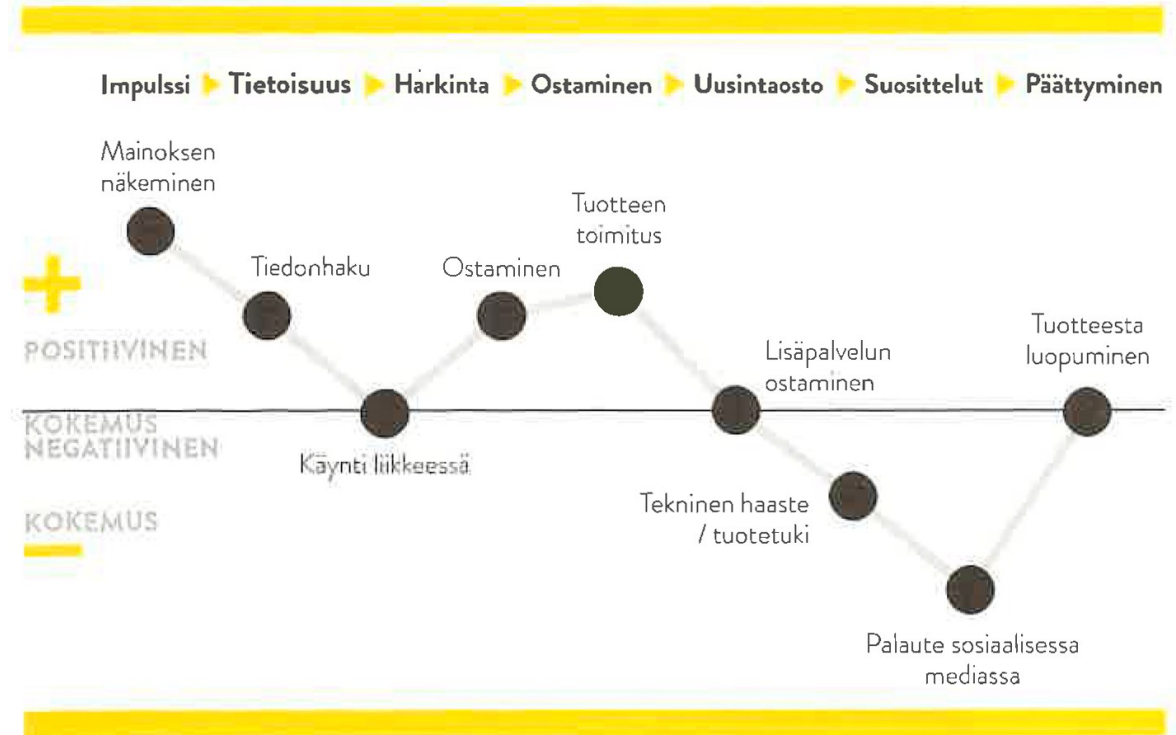 Impulssi Tietoisuus Harkinta Ostaminen Uusintaosto Suosittelut Päättyminen
Mainoksen
näkeminen
Tuotteen
toimitus
Tiedonhaku
Ostaminen
Tuotteesta
luopuminen
+
POSITIIVINEN
Lisäpalvelun
ostaminen
KOKEMUS
NEGATIIVINEN
Käynti liikkeessä
Tekninen haaste
/ tuotetuki
KOKEMUS
Palaute sosiaalisessa
mediassa